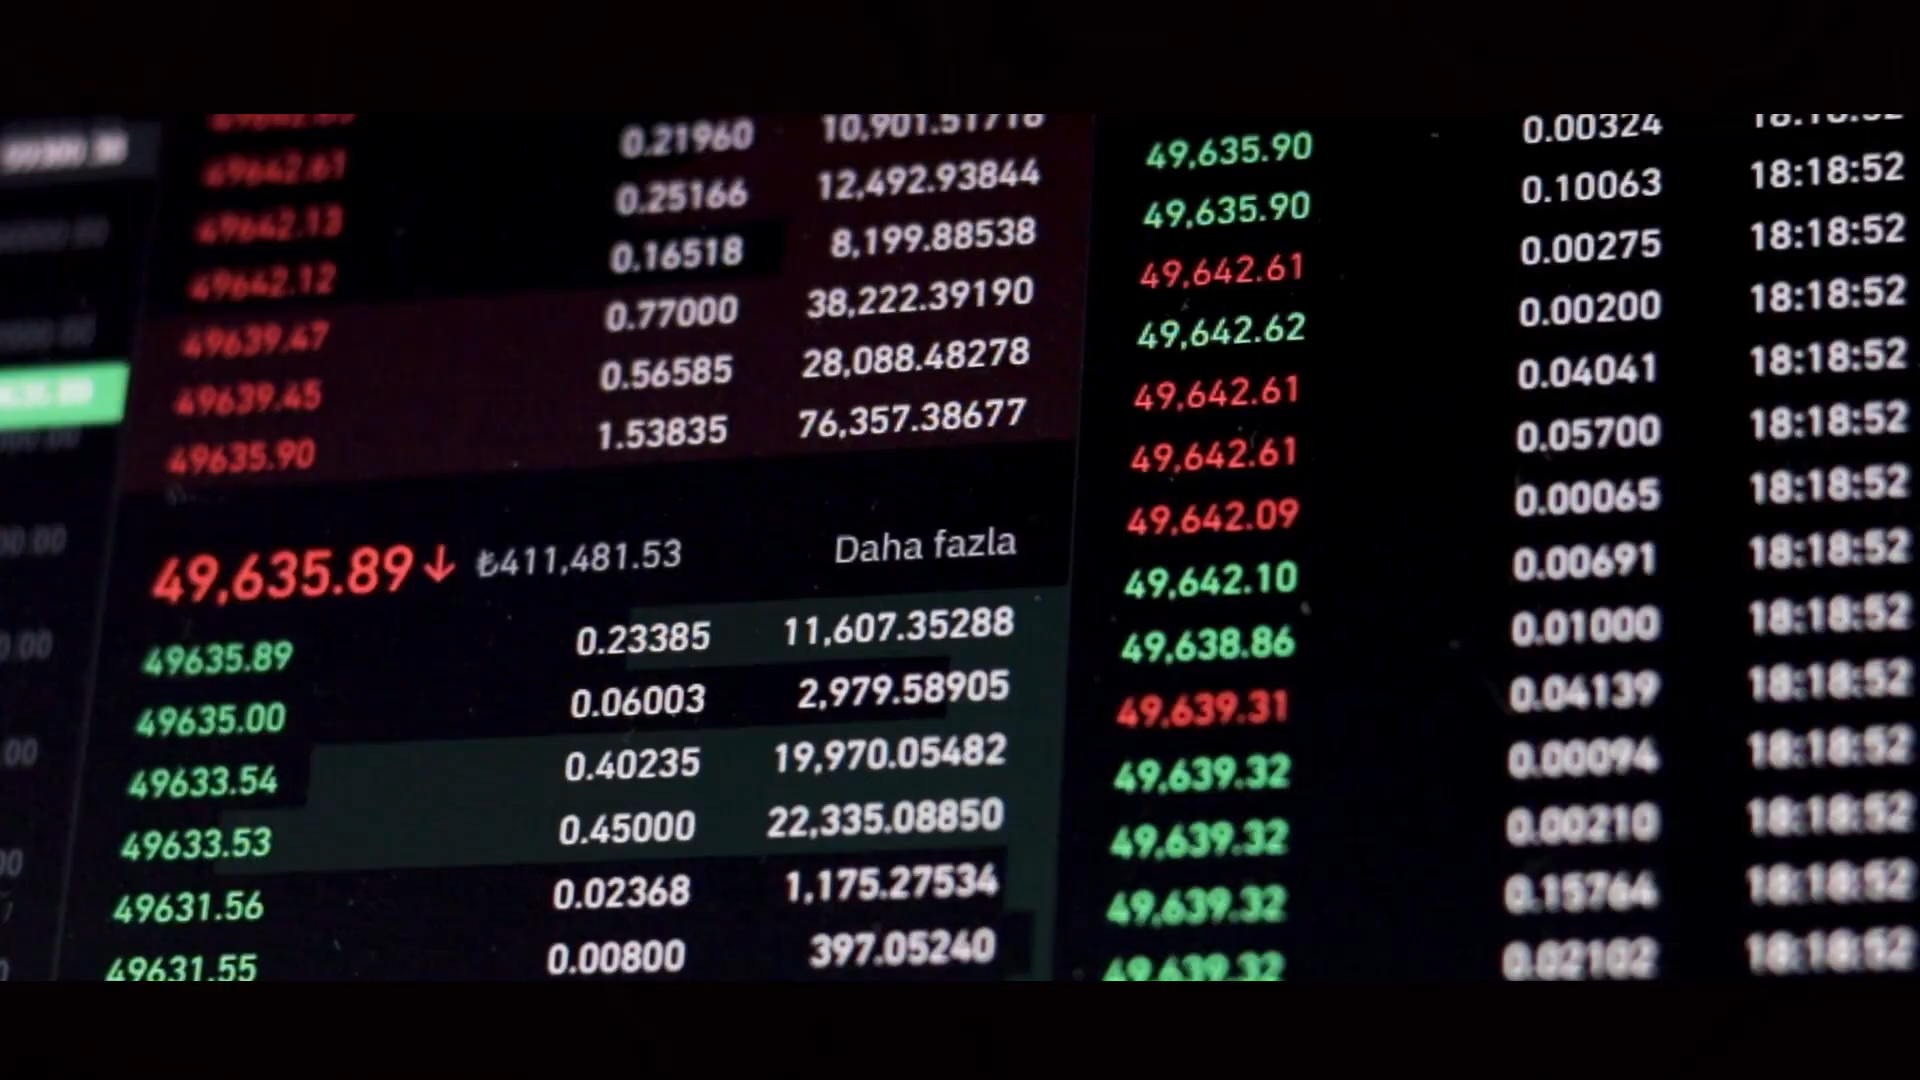 0.21960 10,901.51718
49642.61 0.25166 12,492.93844
49642.13 0.16518 8,199.88538
49642.12 0.77000 38,222.39190
49639.47 0.56585 28,088.48278
49639.45 1.53835 76,357.38677
49635.90
49,635.89↓ ₺411,481.53 Daha fazla
49635.89 0.23385 11,607.35288
49635.00 0.06003 2,979.58905
49633.54 0.40235 19,970.05482
49633.53 0.45000 22,335.08850
49631.56 0.02368 1,175.27534
49631.55 0.00800 397.05240
49,635.90 0.00324
49,635.90 0.10063 18:18:52
49,642.61 0.00275 18:18:52
49,642.62 0.00200 18:18:52
49,642.61 0.04041 18:18:52
49,642.61 0.05700 18:18:52
49,642.09 0.00065 18:18:52
49,642.10 0.00691 18:18:52
49,638.86 0.01000 18:18:52
49,639.31 0.04139 18:18:52
49,639.32 0.00094 18:18:52
49,639.32 0.00210 18:18:52
49,639.32 0.15764 18:18:52
49,639.32 0.02102 18:18:52